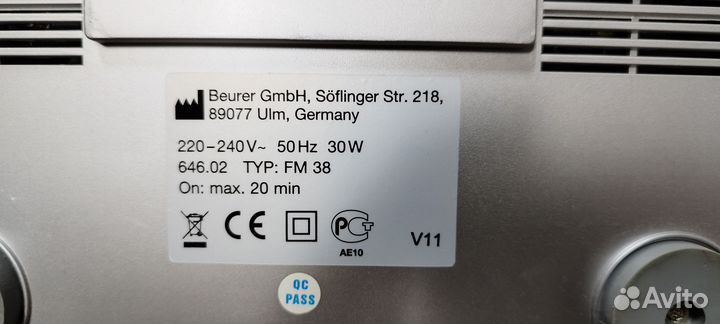 Beurer GmbH, Söflinger Str. 218,
89077 Ulm, Germany
220–240V~ 50Hz 30W
646.02 TYP: FM 38
On: max. 20 min
CE
PCT
AE10
V11
QC
PASS
Avito